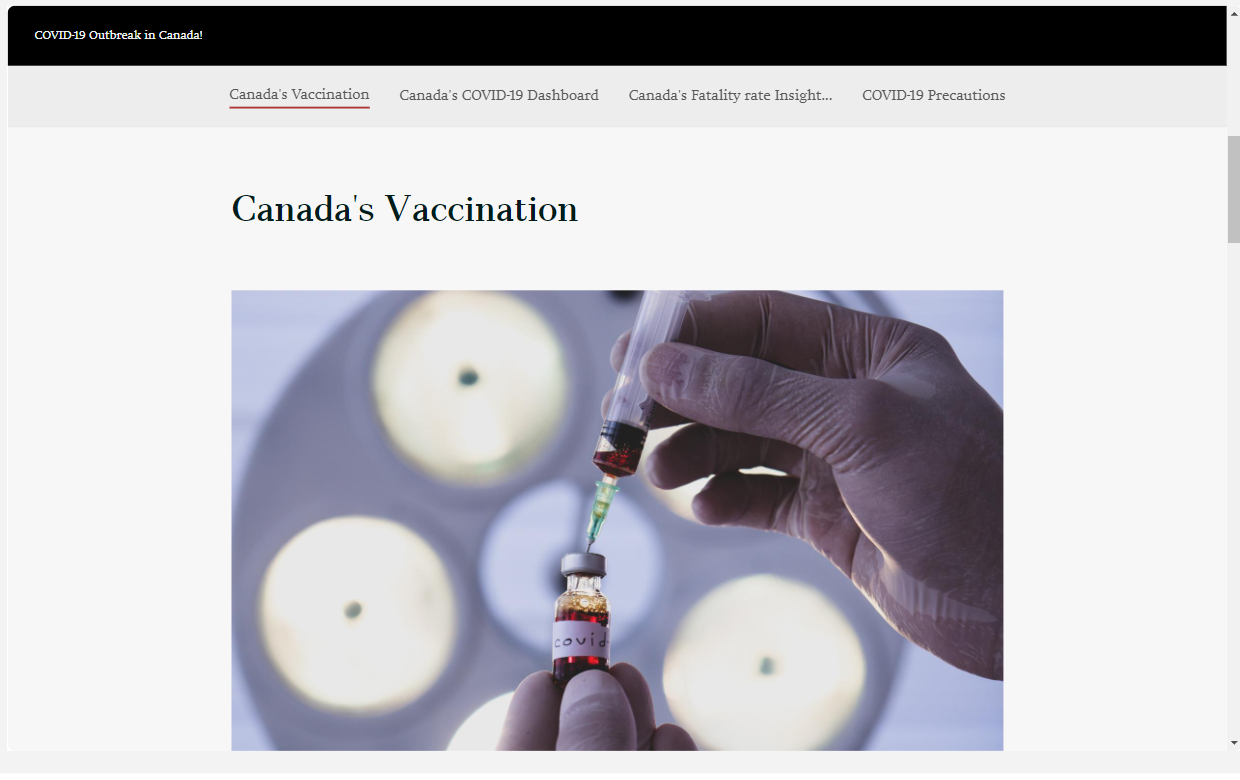 COVID-19 Outbreak in Canada!
Canada's Vaccination Canada's COVID-19 Dashboard Canada's Fatality rate Insight... COVID-19 Precautions
Canada's Vaccination
covid-